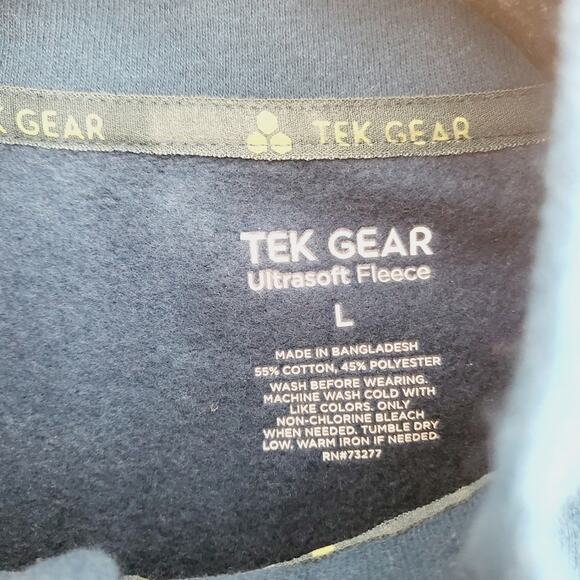 K GEAR TEK GEAR
TEK GEAR
Ultrasoft Fleece
L
MADE IN BANGLADESH
55% COTTON, 45% POLYESTER
WASH BEFORE WEARING.
MACHINE WASH COLD WITH
LIKE COLORS. ONLY
NON-CHLORINE BLEACH
WHEN NEEDED. TUMBLE DRY
LOW. WARM IRON IF NEEDED.
RN#73277